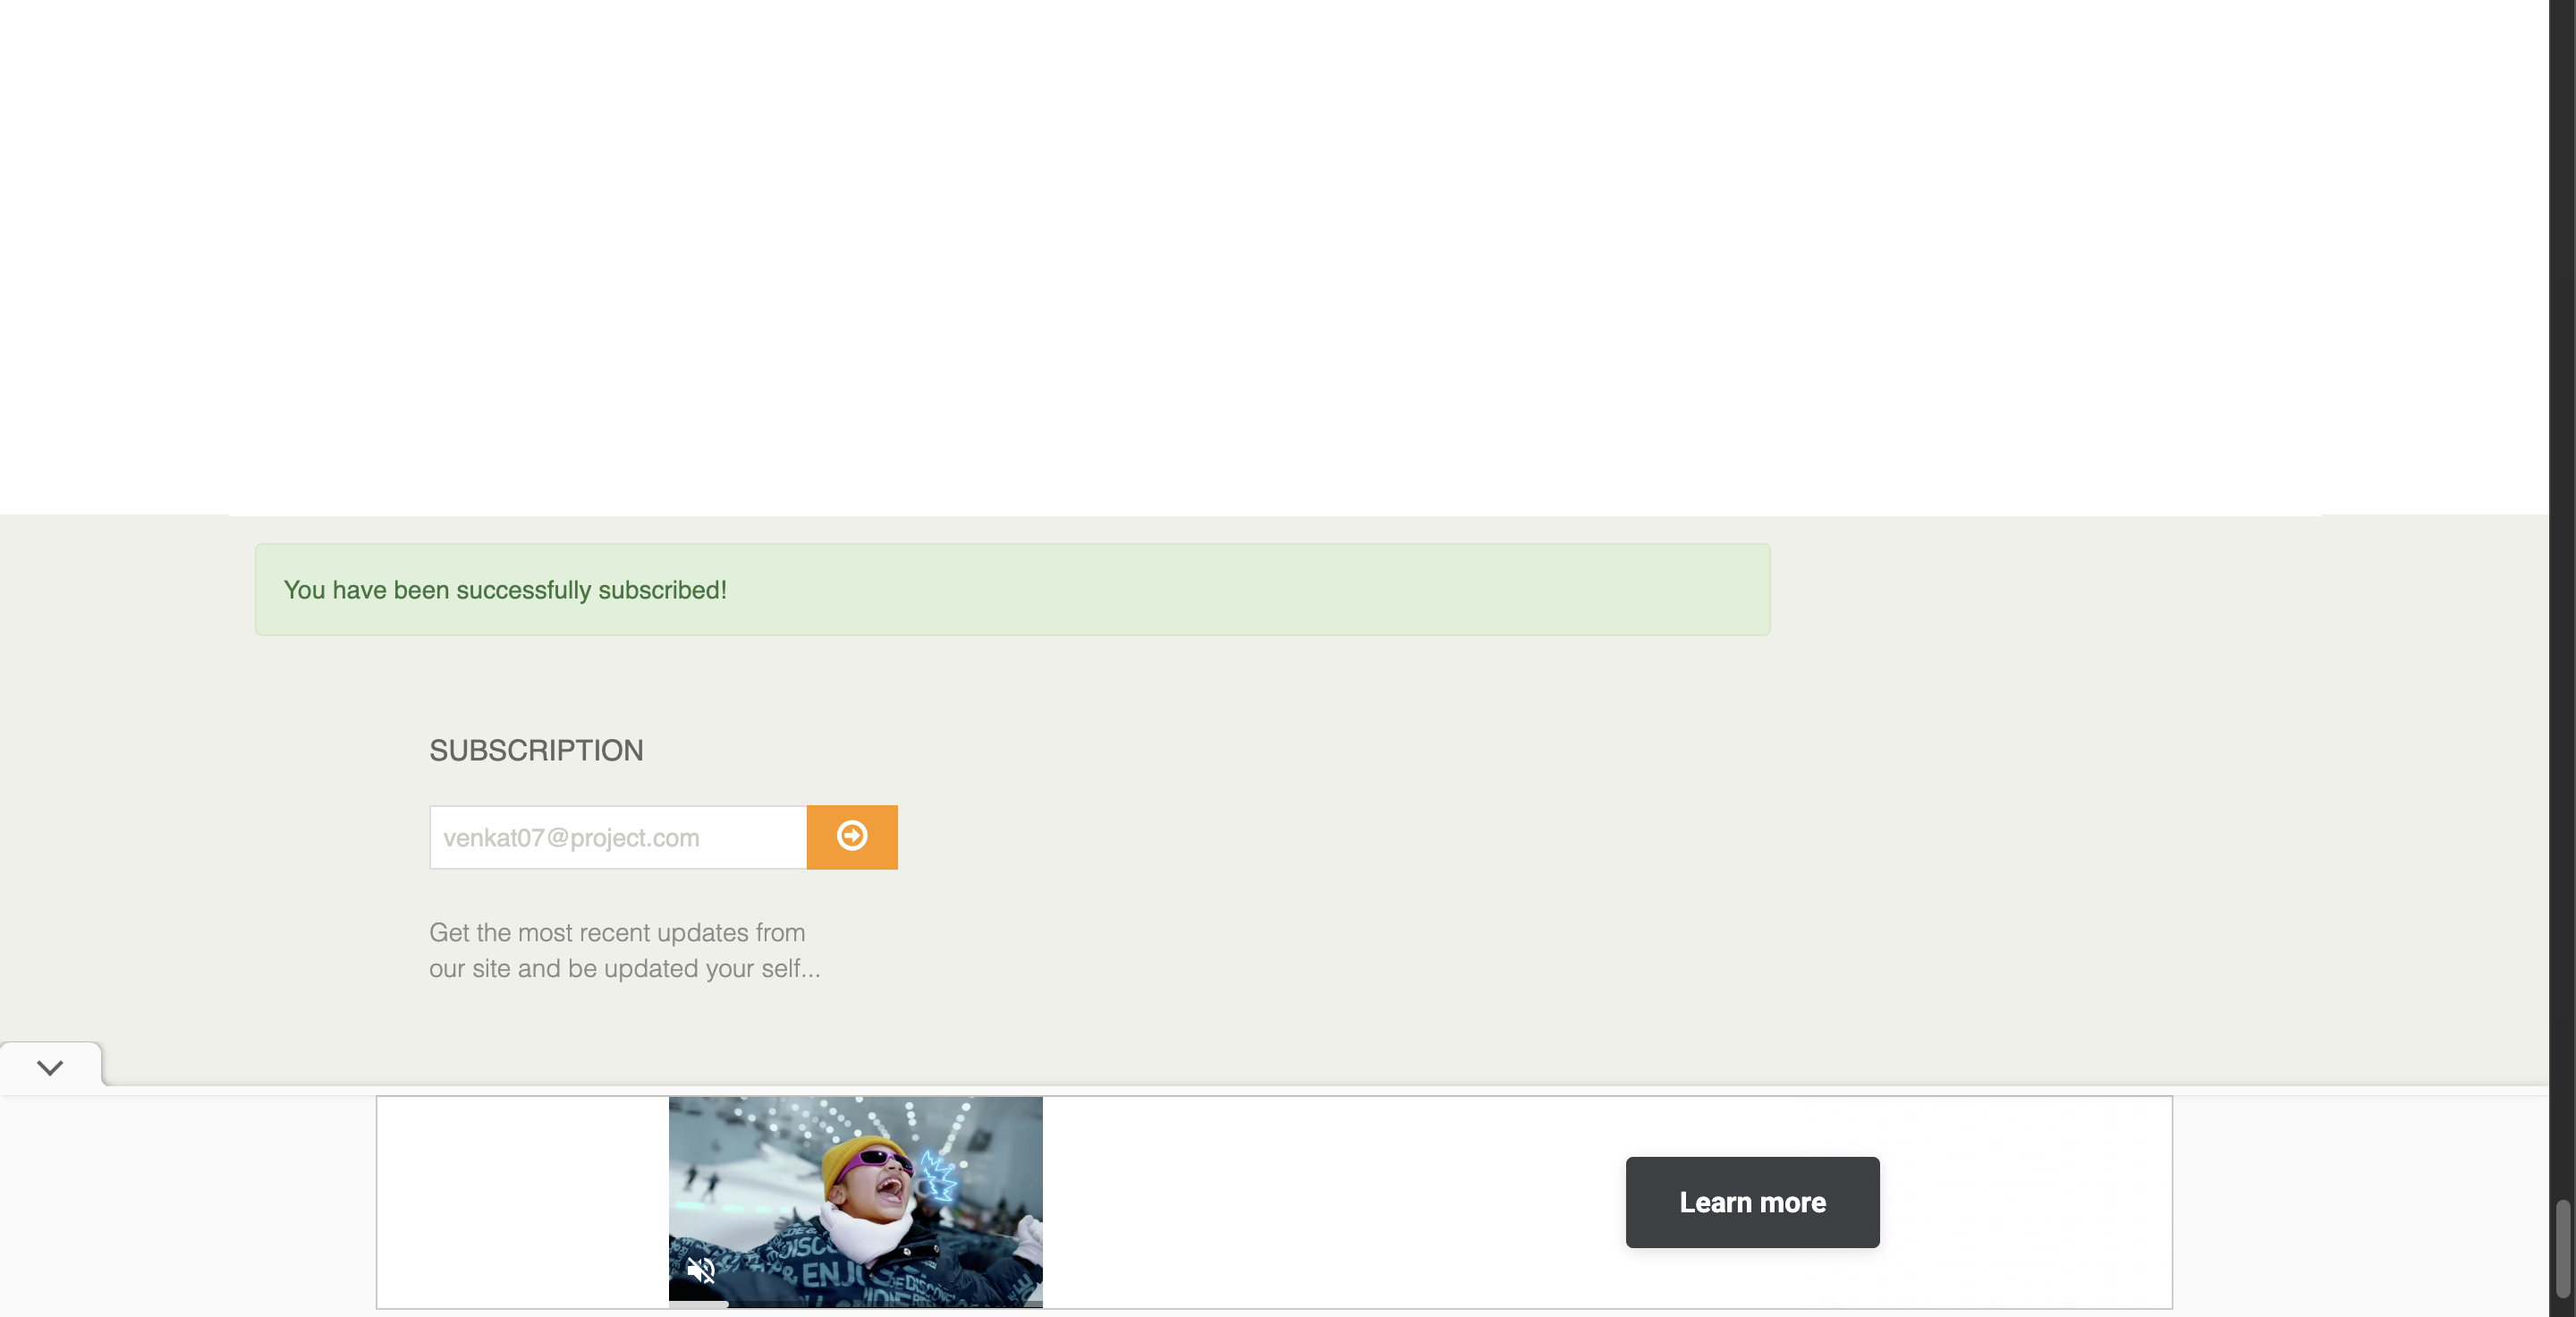 You have been successfully subscribed!
SUBSCRIPTION
venkat07@project.com
Get the most recent updates from
our site and be updated your self...
& ENJ
Learn more